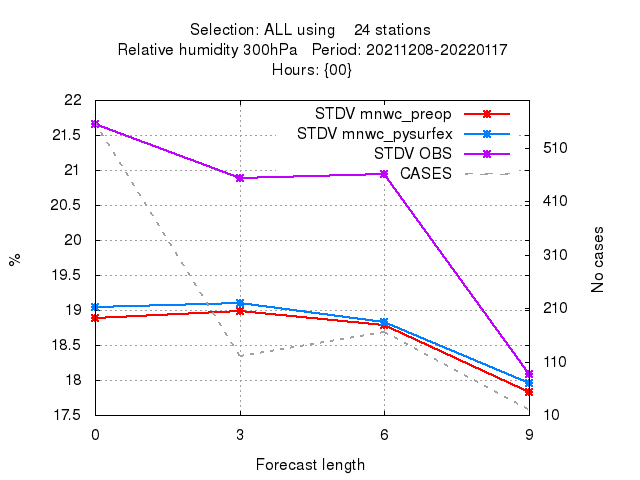 Selection: ALL using    24 stations
Relative humidity 300hPa   Period: 20211208-20220117
Hours: {00}
STDV mnwc_preop
STDV mnwc_pysurfex
STDV OBS
CASES
%
22
21.5
21
20.5
20
19.5
19
18.5
18
17.5
No cases
510
410
310
210
110
10
0 3 6 9
Forecast length